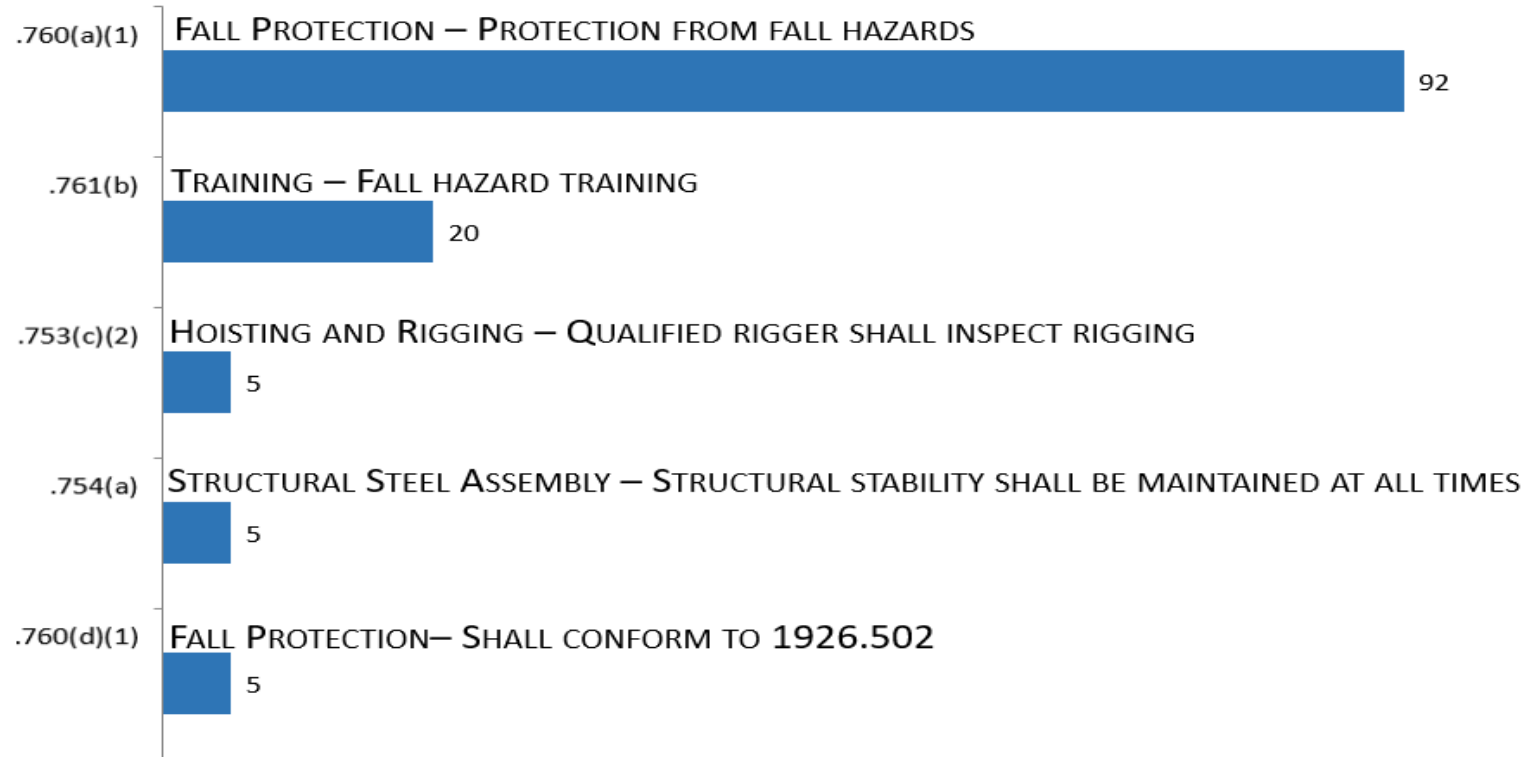 .760(a)(1)
Fall Protection – Protection from fall hazards
92
.761(b)
Training – Fall hazard training
20
.753(c)(2)
Hoisting and Rigging – Qualified rigger shall inspect rigging
5
.754(a)
Structural Steel Assembly – Structural stability shall be maintained at all times
5
.760(d)(1)
Fall Protection– Shall conform to 1926.502
5